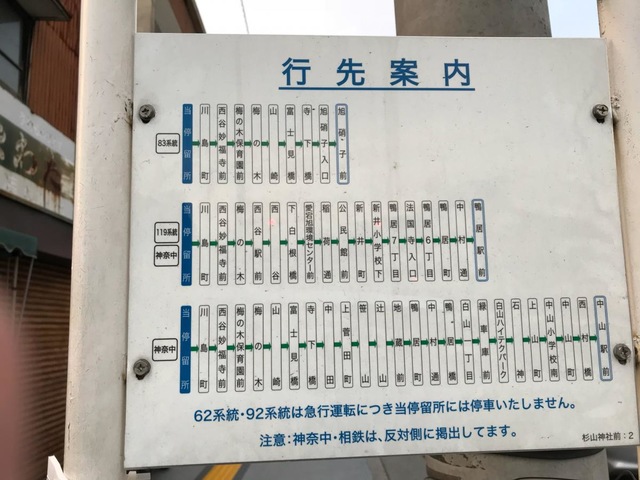 行先案内
83系統
当停留所
川島町
西谷妙福寺前
梅の木保育園前
梅の木
山崎
富士見橋
寺下橋
旭硝子入口
旭硝子前
119系統
神奈中
当停留所
川島町
西谷妙福寺前
梅の木
西谷駅前
西谷
下白根橋
愛宕旭環境センター前
稲荷通
公民館前
新井町
新井小学校下
鴨居7丁目
法国寺入口
鴨居6丁目
鴨居町
中村通
鴨居駅前
神奈中
当停留所
川島町
西谷妙福寺前
梅の木保育園前
梅の木
山崎
富士見橋
寺下橋
中田
上菅田町
笹山
辻
地蔵前
鴨居町
中橋
鴨居橋
白山一丁目
緑車庫前
白山ハイテクパーク
石神
上山町
中山小学校南
中山町
西村橋
中山駅前
62系統・92系統は急行運転につき当停留所には停車いたしません。
注意：神奈中・相鉄は、反対側に掲出してます。
杉山神社前：2